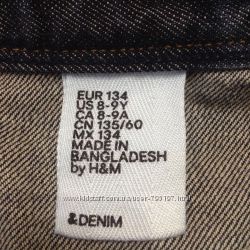 EUR 134
US 8-9Y
CA 8-9A
CN 135/60
MX 134
MADE IN
BANGLADESH
by H&M
&DENIM